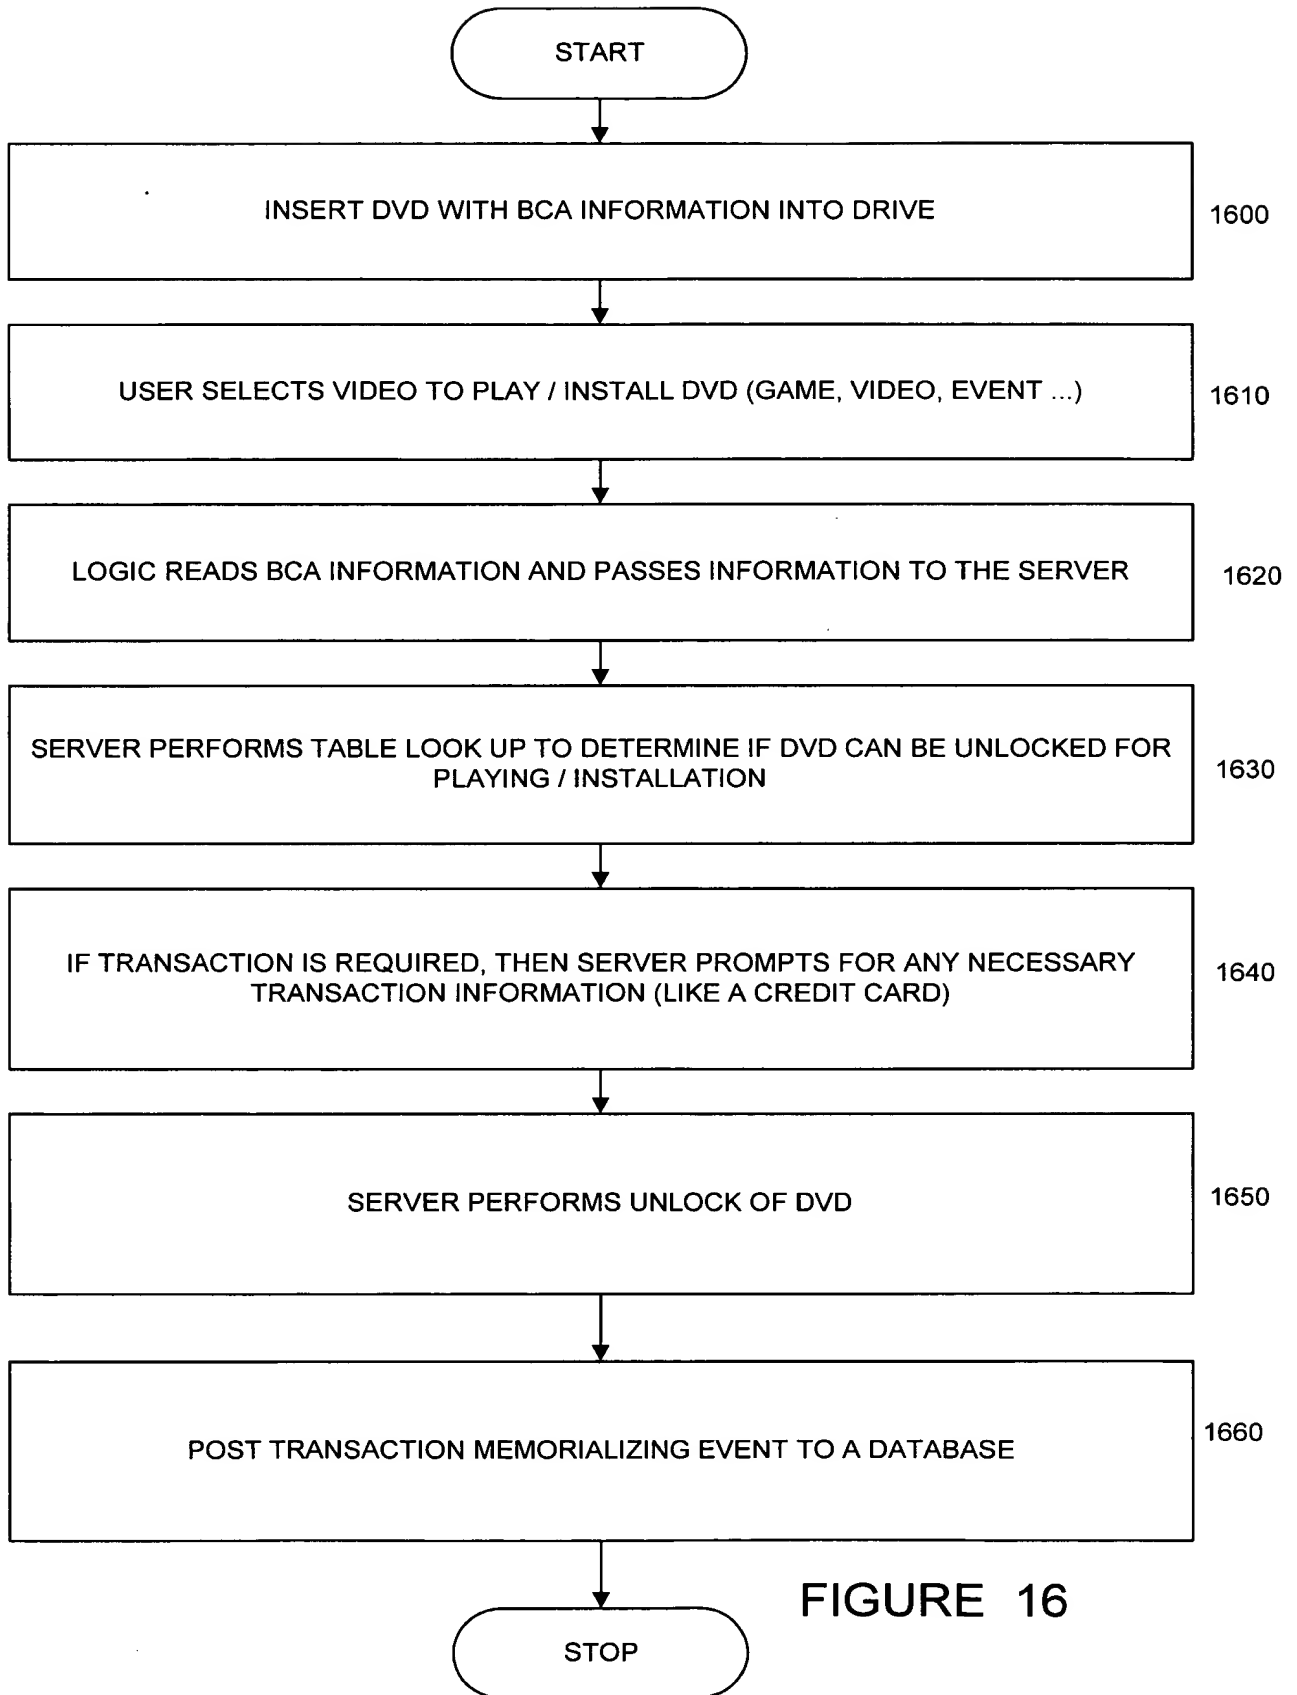 START
INSERT DVD WITH BCA INFORMATION INTO DRIVE
1600
USER SELECTS VIDEO TO PLAY / INSTALL DVD (GAME, VIDEO, EVENT ...)
1610
LOGIC READS BCA INFORMATION AND PASSES INFORMATION TO THE SERVER
1620
SERVER PERFORMS TABLE LOOK UP TO DETERMINE IF DVD CAN BE UNLOCKED FOR
PLAYING / INSTALLATION
1630
IF TRANSACTION IS REQUIRED, THEN SERVER PROMPTS FOR ANY NECESSARY
TRANSACTION INFORMATION (LIKE A CREDIT CARD)
1640
SERVER PERFORMS UNLOCK OF DVD
1650
POST TRANSACTION MEMORIALIZING EVENT TO A DATABASE
1660
FIGURE 16
STOP